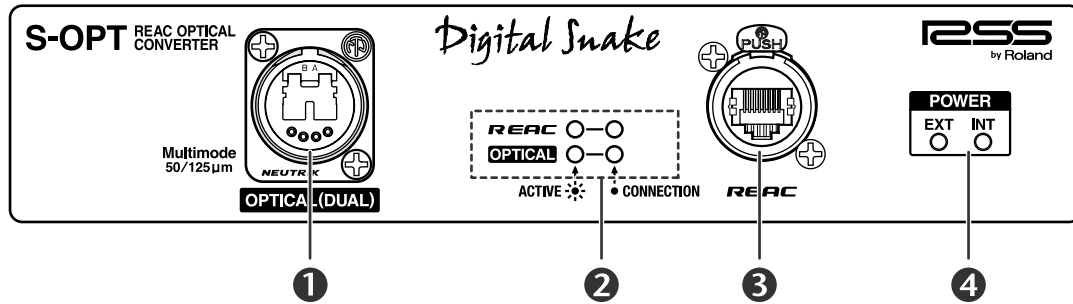 S-OPT REAC OPTICAL
CONVERTER
Digital Snake
RSS
by Roland
B A
PUSH
POWER
EXT INT
REAC
OPTICAL
Multimode
50/125μm
NEUTRIK
ACTIVE CONNECTION
REAC
OPTICAL(DUAL)
1 2 3 4